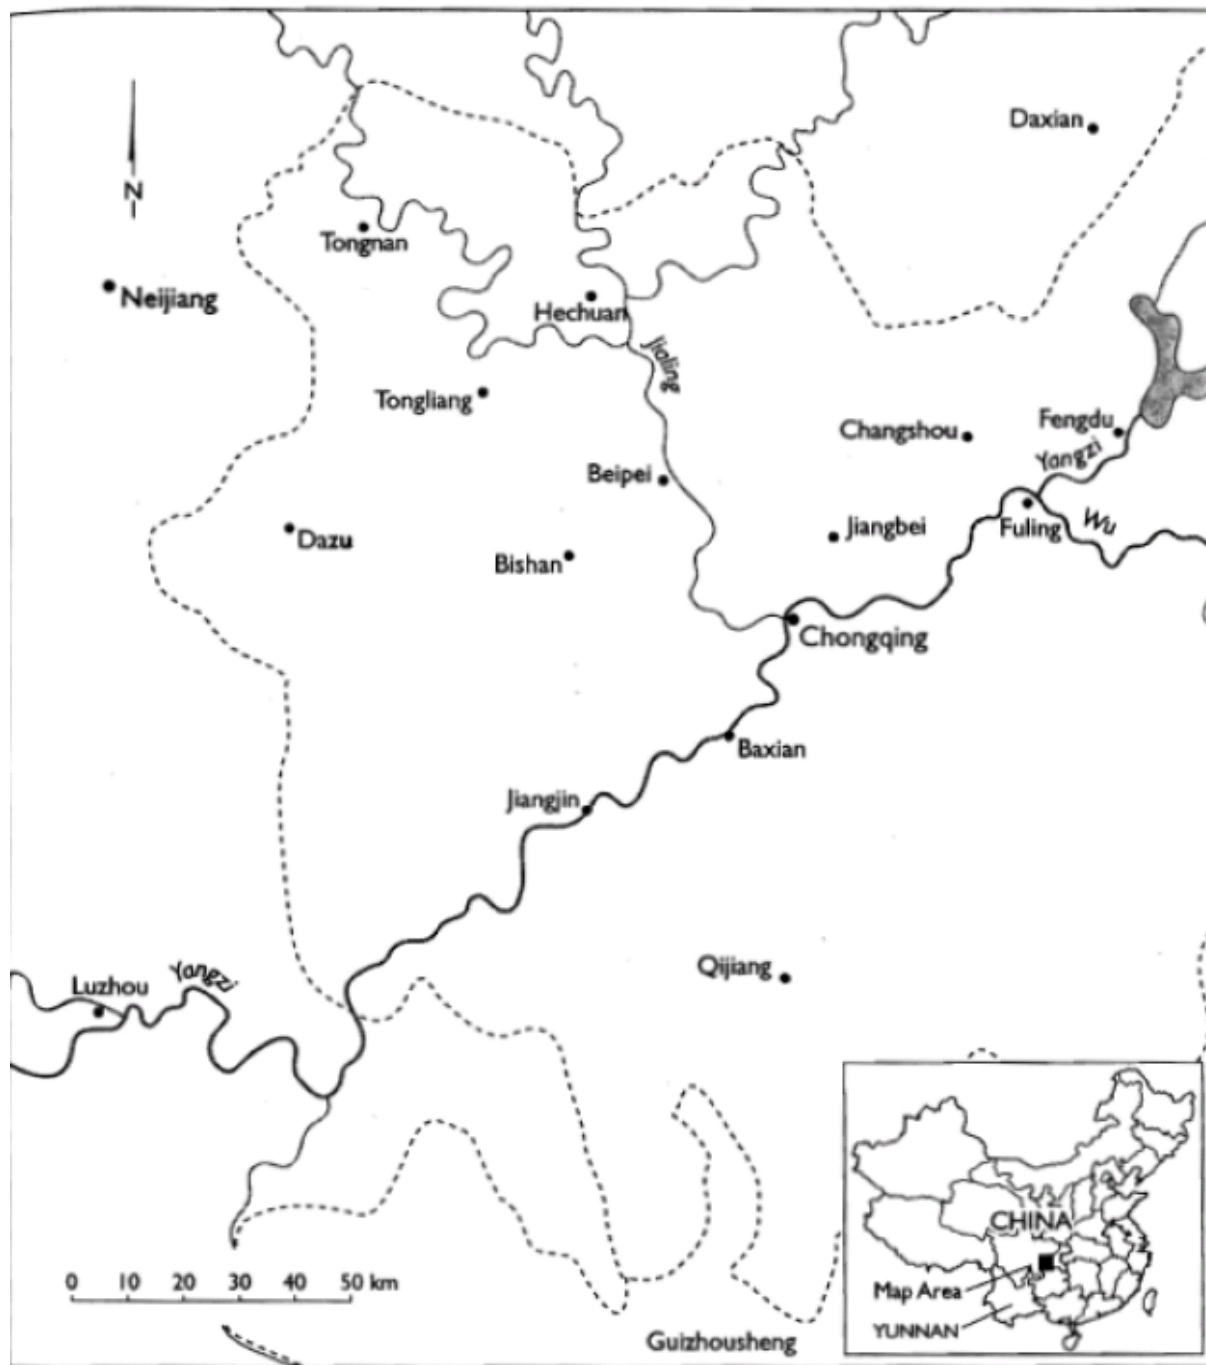 Daxian
N
Tongnan
Neijiang
Hechuan
Jialing
Tongliang
Changshou
Fengdu
Yangzi
Beipei
Fuling
Wu
Jiangbei
Dazu
Bishan
Chongqing
Baxian
Jiangjin
Qijiang
Luzhou
Yangzi
CHINA
Map Area
YUNNAN
0 10 20 30 40 50 km
Guizhousheng